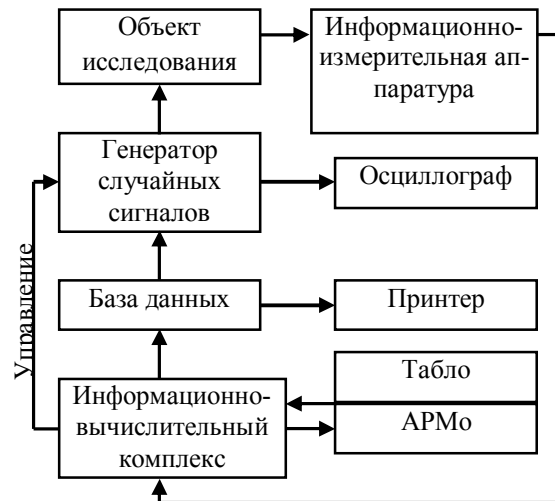 Объект
исследования
Информационно-
измерительная ап-
паратура
Генератор
случайных
сигналов
Осциллограф
Управление
База данных
Принтер
Табло
АРМо
Информационно-
вычислительный
комплекс